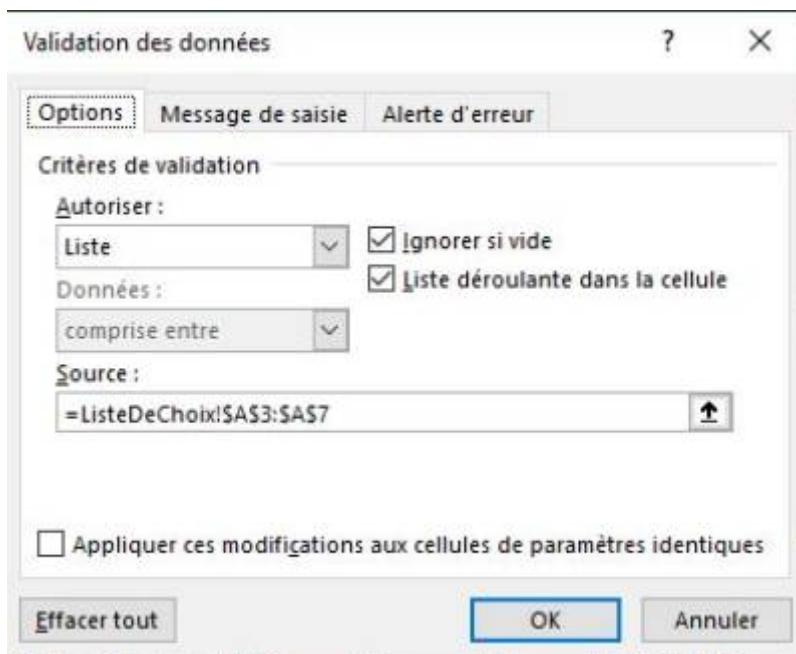 Validation des données ? ×
Options Message de saisie Alerte d'erreur
Critères de validation
Autoriser :
Liste
Ignorer si vide
Liste déroulante dans la cellule
Données :
comprise entre
Source :
=ListeDeChoix!$A$3:$A$7
Appliquer ces modifications aux cellules de paramètres identiques
Effacer tout OK Annuler